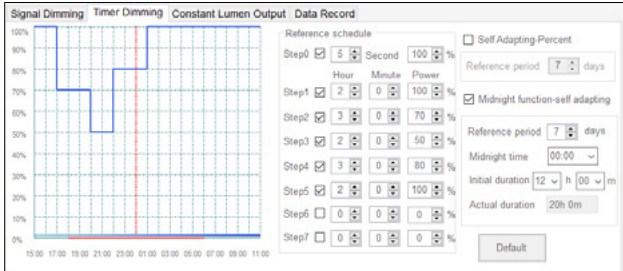 Signal Dimming Timer Dimming Constant Lumen Output Data Record
100%
90%
80%
70%
60%
50%
40%
30%
20%
10%
0%
15:00 17:00 19:00 21:00 23:00 01:00 03:00 05:00 07:00 09:00 11:00
Reference schedule
Step0 5 Second 100 %
Hour Minute Power
Step1 2 0 100 %
Step2 3 0 70 %
Step3 2 0 50 %
Step4 3 0 80 %
Step5 2 0 100 %
Step6 0 0 0 %
Step7 0 0 0 %
Self Adapting-Percent
Reference period 7 days
Midnight function-self adapting
Reference period 7 days
Midnight time 00:00
Initial duration 12 h 00 m
Actual duration 20h 0m
Default